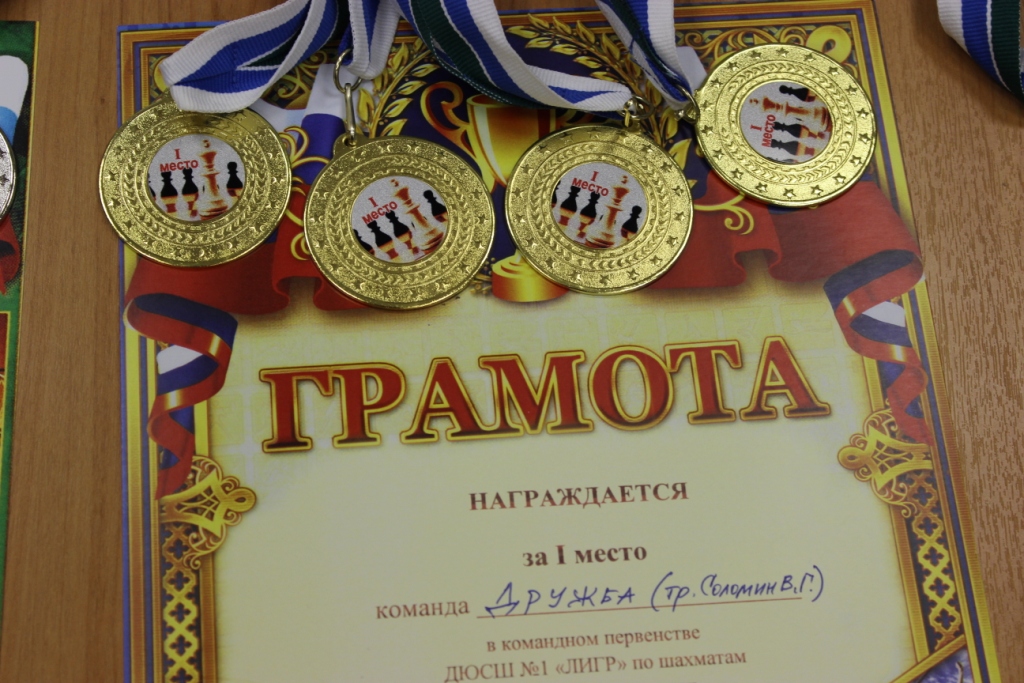 I
место
I
место
I
место
I
место
ГРАМОТА
НАГРАЖДАЕТСЯ
за I место
команда ДРУЖБА (тр. Соломин В.Г.)
в командном первенстве
ДЮСШ №1 «ЛИГР» по шахматам